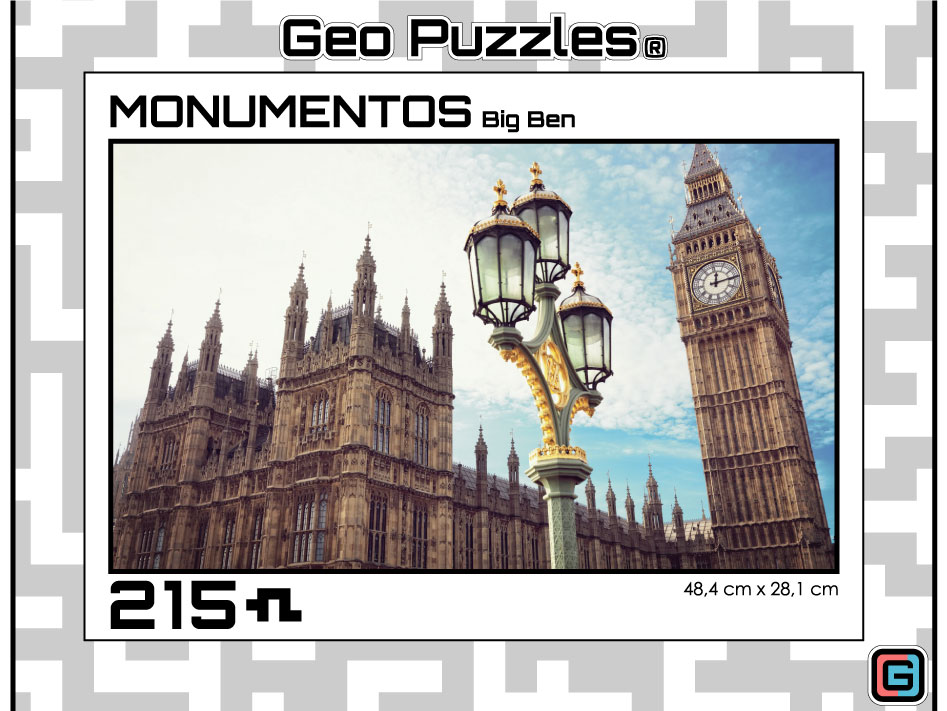 Geo Puzzles®
MONUMENTOS Big Ben
215
48,4 cm x 28,1 cm
G